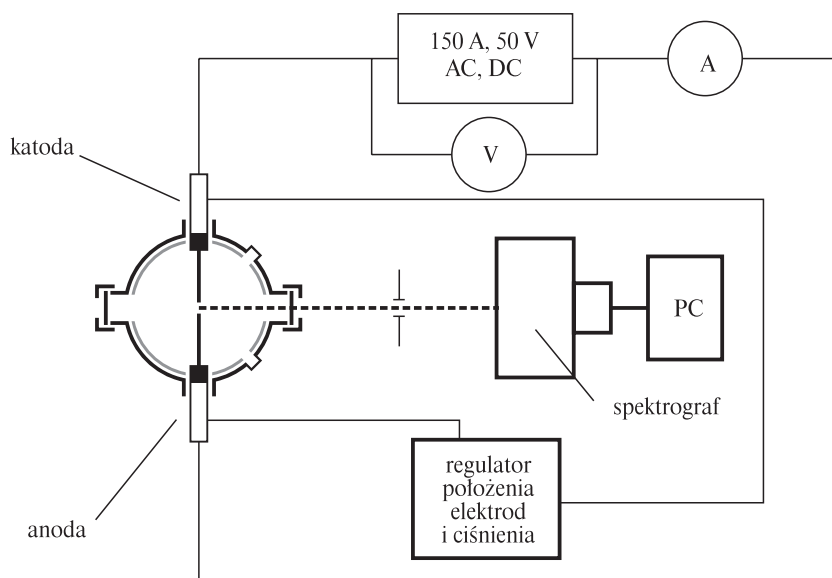 150 A, 50 V
AC, DC
A
V
katoda
PC
spektrograf
regulator
położenia
elektrod
i ciśnienia
anoda